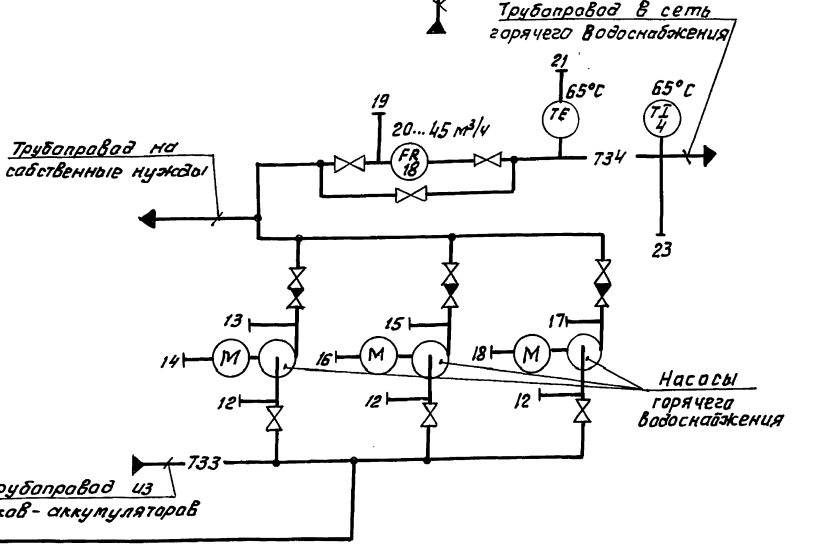 Трубопровод в сеть
горячего водоснабжения
21
65°C
TE
65°C
TI
4
19
20...45 м³/ч
FR
18
734
23
Трубопровод на
собственные нужды
13
15
17
14
M
16
M
18
M
12
12
12
Насосы
горячего
водоснабжения
733
рубопровод из
ков-аккумуляторов